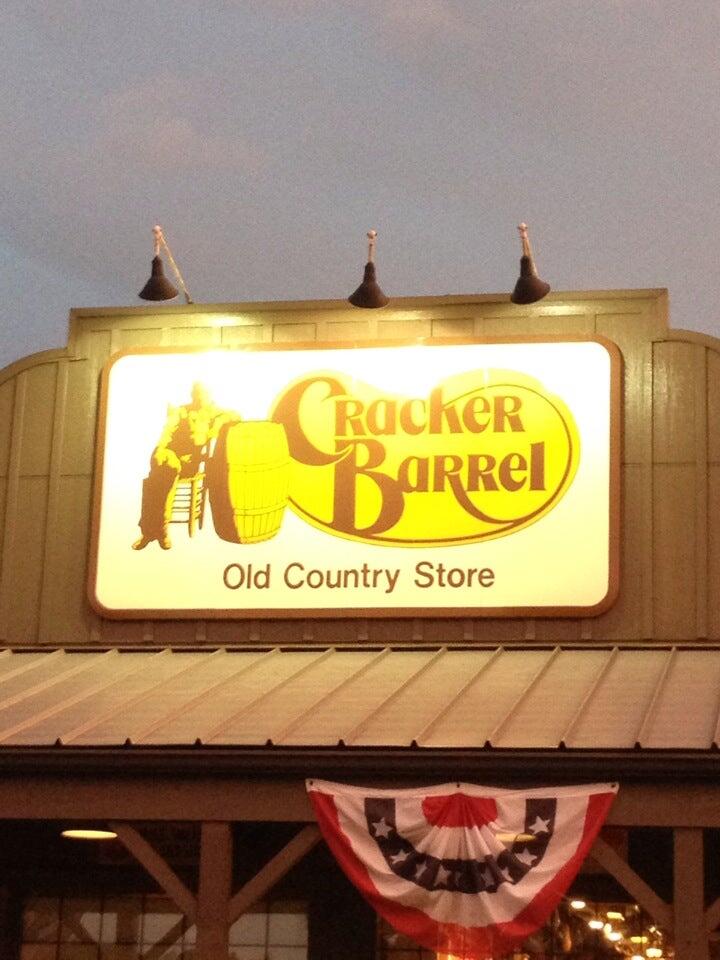 Cracker
Barrel
Old Country Store